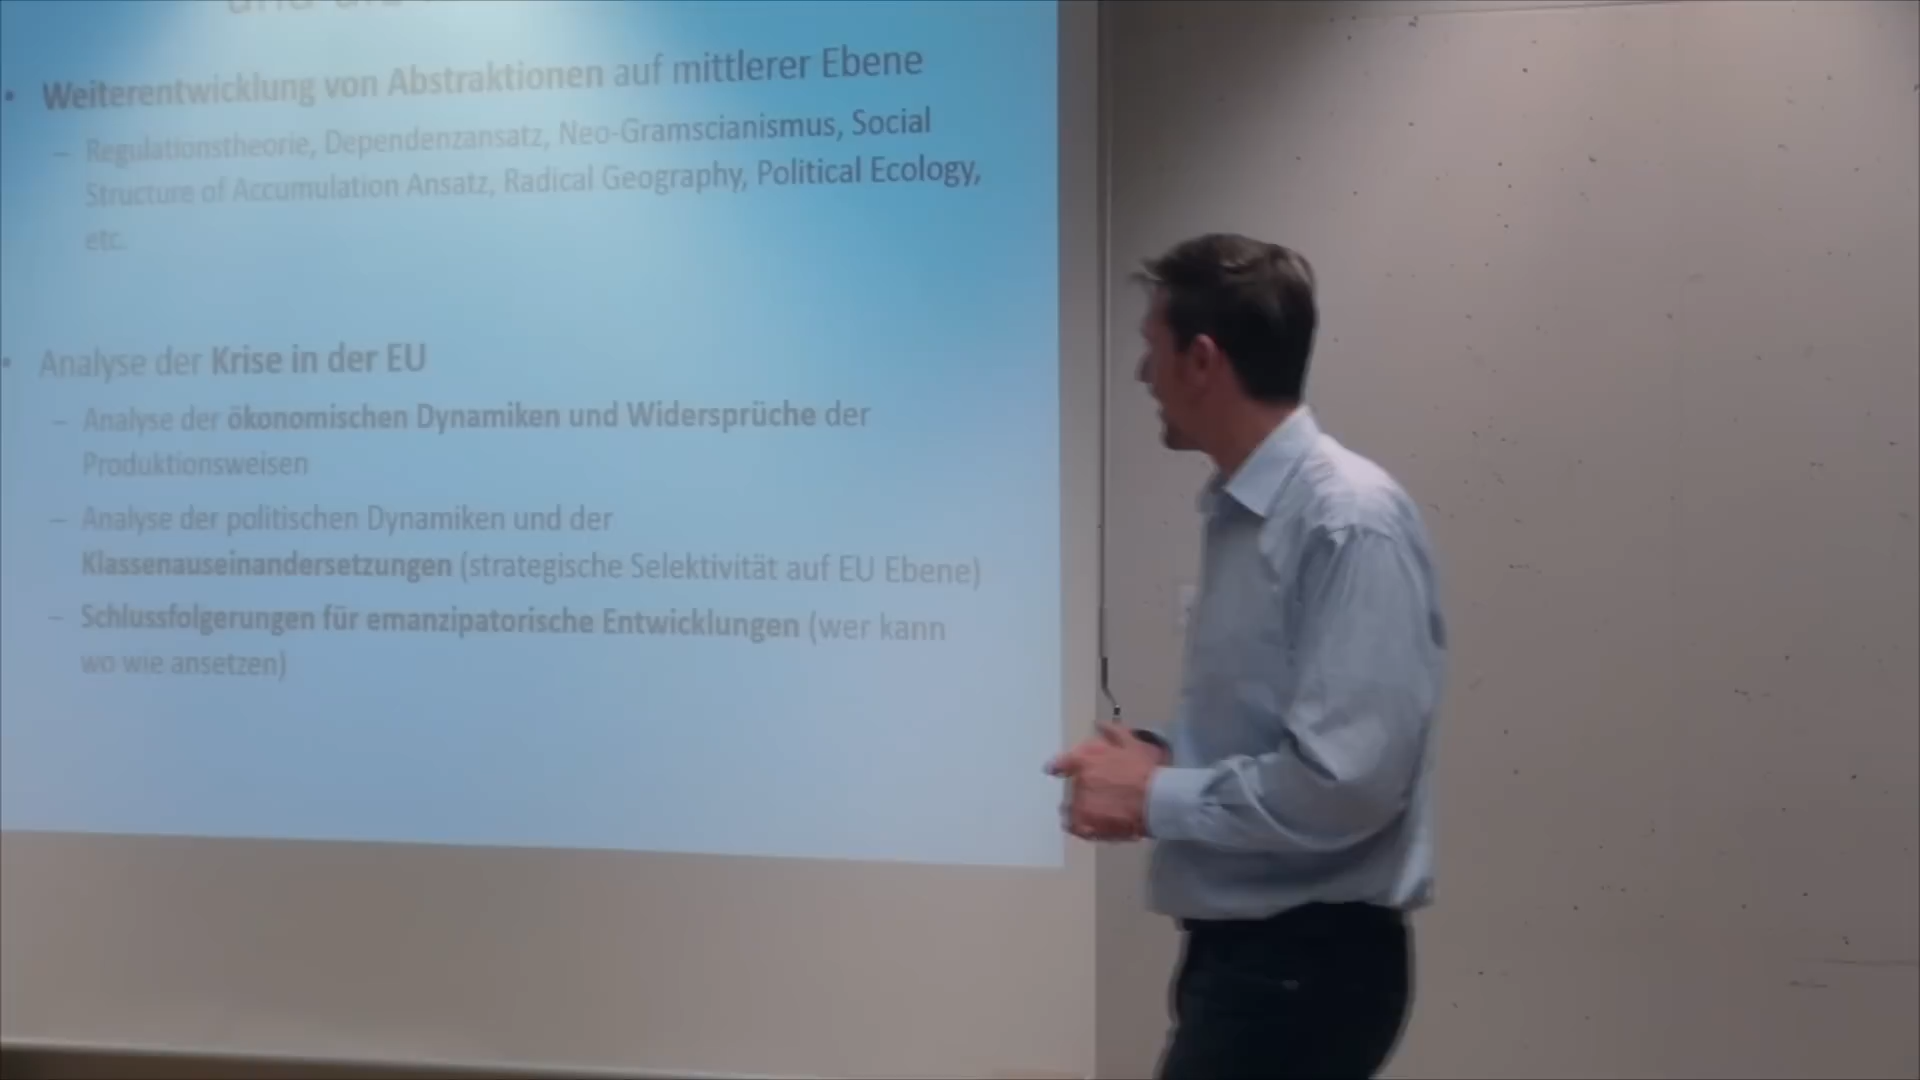 • Weiterentwicklung von Abstraktionen auf mittlerer Ebene
– Regulationstheorie, Dependenzansatz, Neo-Gramscianismus, Social
Structure of Accumulation Ansatz, Radical Geography, Political Ecology,
etc.
• Analyse der Krise in der EU
– Analyse der ökonomischen Dynamiken und Widersprüche der
Produktionsweisen
– Analyse der politischen Dynamiken und der
Klassenauseinandersetzungen (strategische Selektivität auf EU Ebene)
– Schlussfolgerungen für emanzipatorische Entwicklungen (wer kann
wo wie ansetzen)